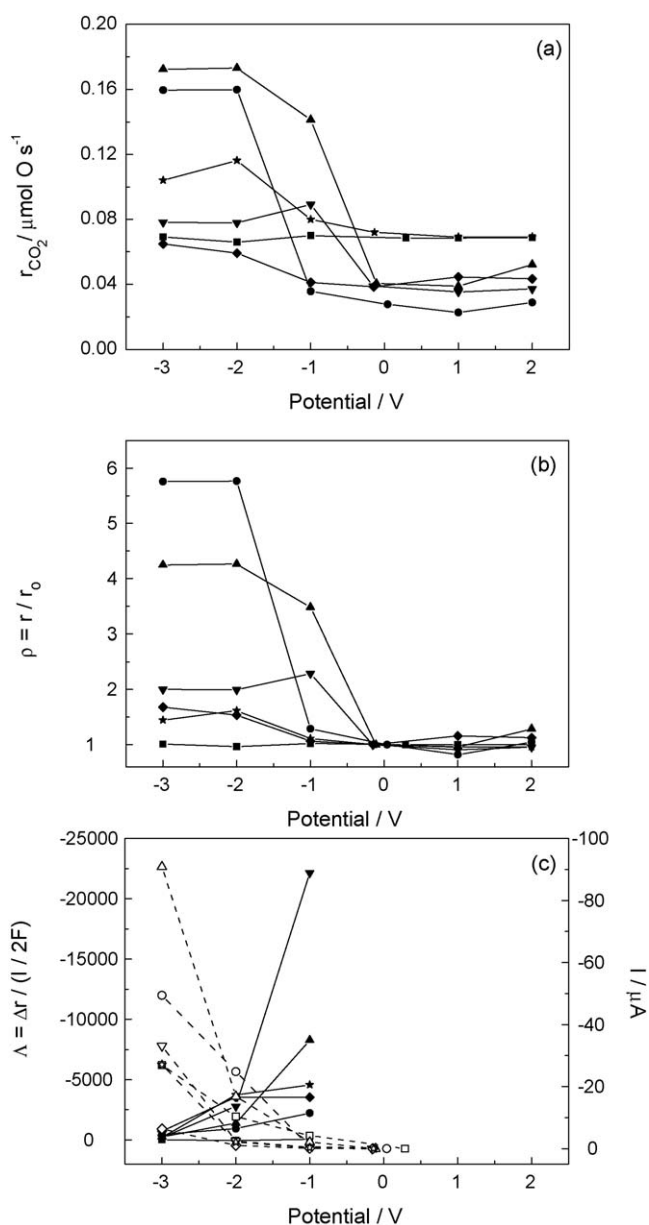 (a)
r_CO₂ / μmol O s⁻¹
0.20
0.16
0.12
0.08
0.04
0.00
-3 -2 -1 0 1 2
Potential / V
(b)
ρ = r / r_o
6
5
4
3
2
1
-3 -2 -1 0 1 2
Potential / V
(c)
Λ = Δr / (I / 2F)
-25000
-20000
-15000
-10000
-5000
0
-100
-80
-60
-40
-20
0
I / μA
-3 -2 -1 0 1 2
Potential / V